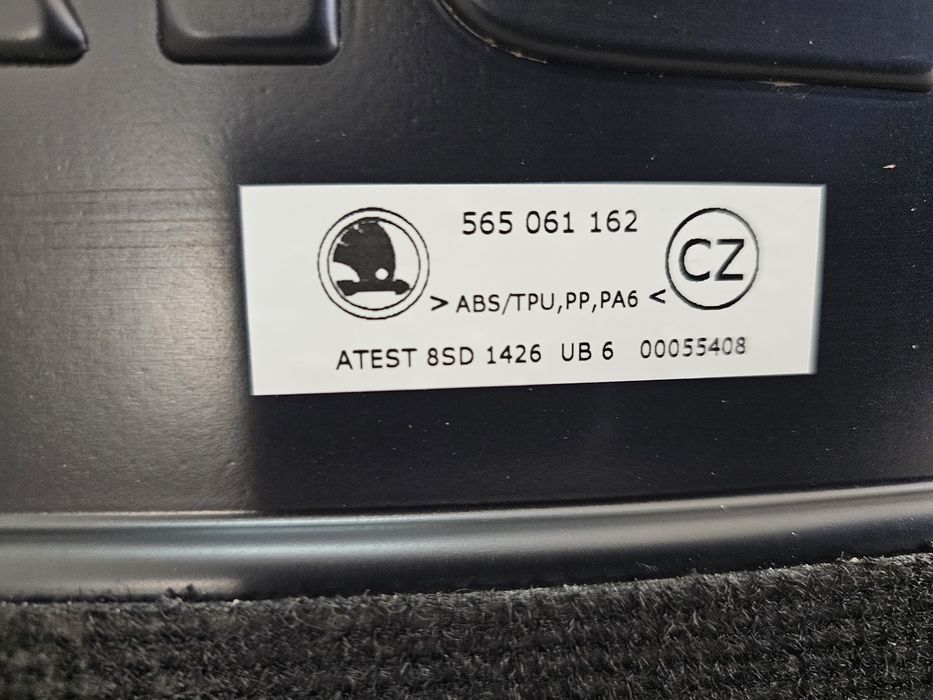 565 061 162
CZ
>ABS/TPU,PP,PA6<
ATEST 8SD 1426 UB 6 00055408